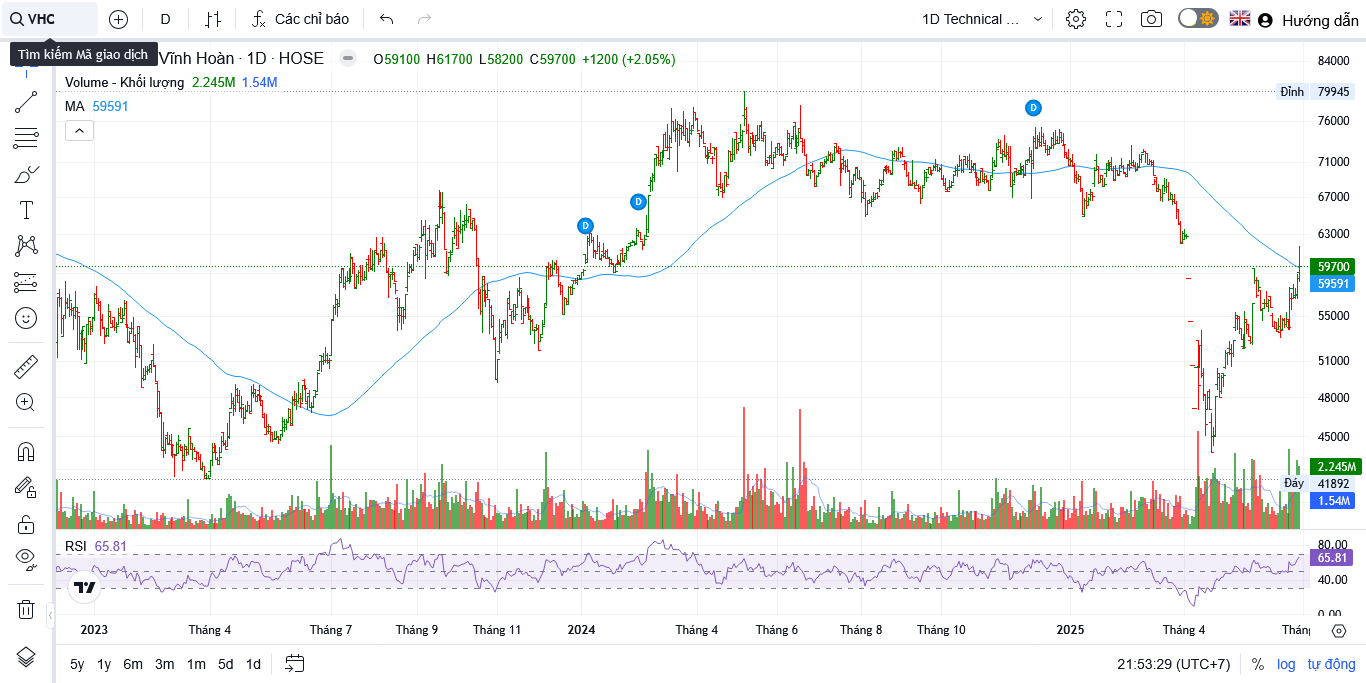 VHC
D
Các chỉ báo
1D Technical ...
Hướng dẫn
Tìm kiếm Mã giao dịch
Vĩnh Hoàn · 1D · HOSE
O59100 H61700 L58200 C59700 +1200 (+2.05%)
Volume - Khối lượng 2.245M 1.54M
MA 59591
D
D
D
84000
Đỉnh 79945
76000
71000
67000
63000
59700
59591
55000
51000
48000
45000
2.245M
Đáy 41892
1.54M
RSI 65.81
80.00
65.81
40.00
0.00
2023
Tháng 4
Tháng 7
Tháng 9
Tháng 11
2024
Tháng 4
Tháng 6
Tháng 8
Tháng 10
2025
Tháng 4
Thán
5y 1y 6m 3m 1m 5d 1d
21:53:29 (UTC+7)
% log tự động